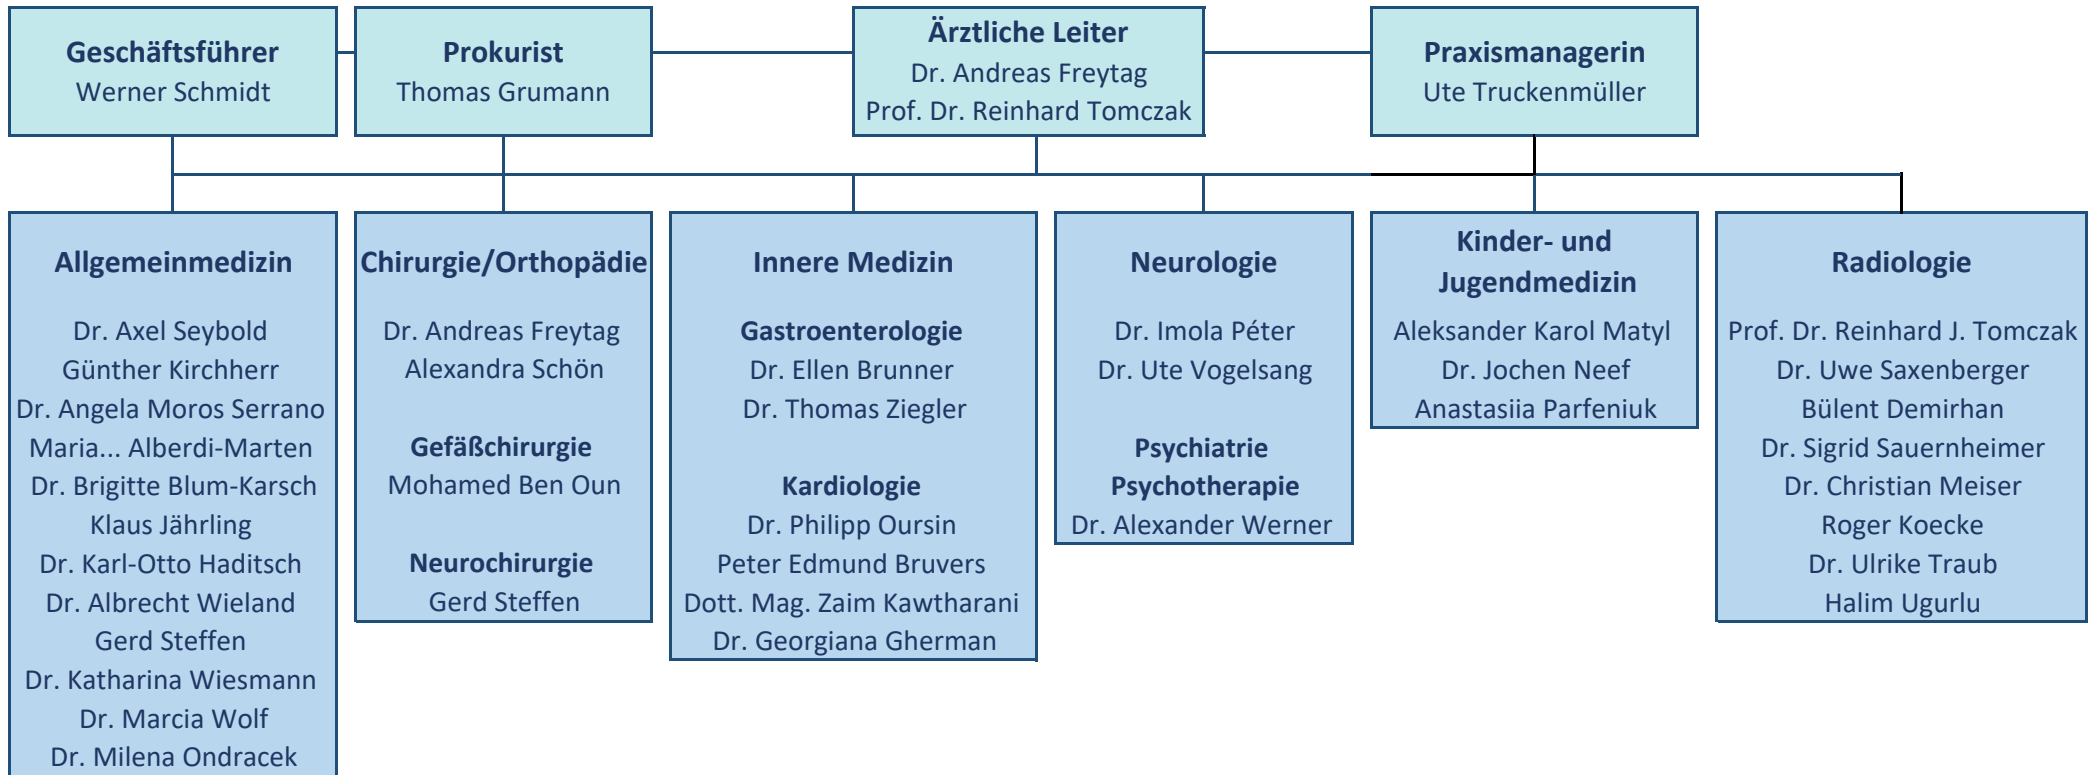 Geschäftsführer
Werner Schmidt
Prokurist
Thomas Grumann
Ärztliche Leiter
Dr. Andreas Freytag
Prof. Dr. Reinhard Tomczak
Praxismanagerin
Ute Truckenmüller
Allgemeinmedizin
Dr. Axel Seybold
Günther Kirchherr
Dr. Angela Moros Serrano
Maria... Alberdi-Marten
Dr. Brigitte Blum-Karsch
Klaus Jährling
Dr. Karl-Otto Haditsch
Dr. Albrecht Wieland
Gerd Steffen
Dr. Katharina Wiesmann
Dr. Marcia Wolf
Dr. Milena Ondracek
Chirurgie/Orthopädie
Dr. Andreas Freytag
Alexandra Schön
Gefäßchirurgie
Mohamed Ben Oun
Neurochirurgie
Gerd Steffen
Innere Medizin
Gastroenterologie
Dr. Ellen Brunner
Dr. Thomas Ziegler
Kardiologie
Dr. Philipp Oursin
Peter Edmund Bruvers
Dott. Mag. Zaim Kawtharani
Dr. Georgiana Gherman
Neurologie
Dr. Imola Péter
Dr. Ute Vogelsang
Psychiatrie
Psychotherapie
Dr. Alexander Werner
Kinder- und
Jugendmedizin
Aleksander Karol Matyl
Dr. Jochen Neef
Anastasiia Parfeniuk
Radiologie
Prof. Dr. Reinhard J. Tomczak
Dr. Uwe Saxenberger
Bülent Demirhan
Dr. Sigrid Sauernheimer
Dr. Christian Meiser
Roger Koecke
Dr. Ulrike Traub
Halim Ugurlu